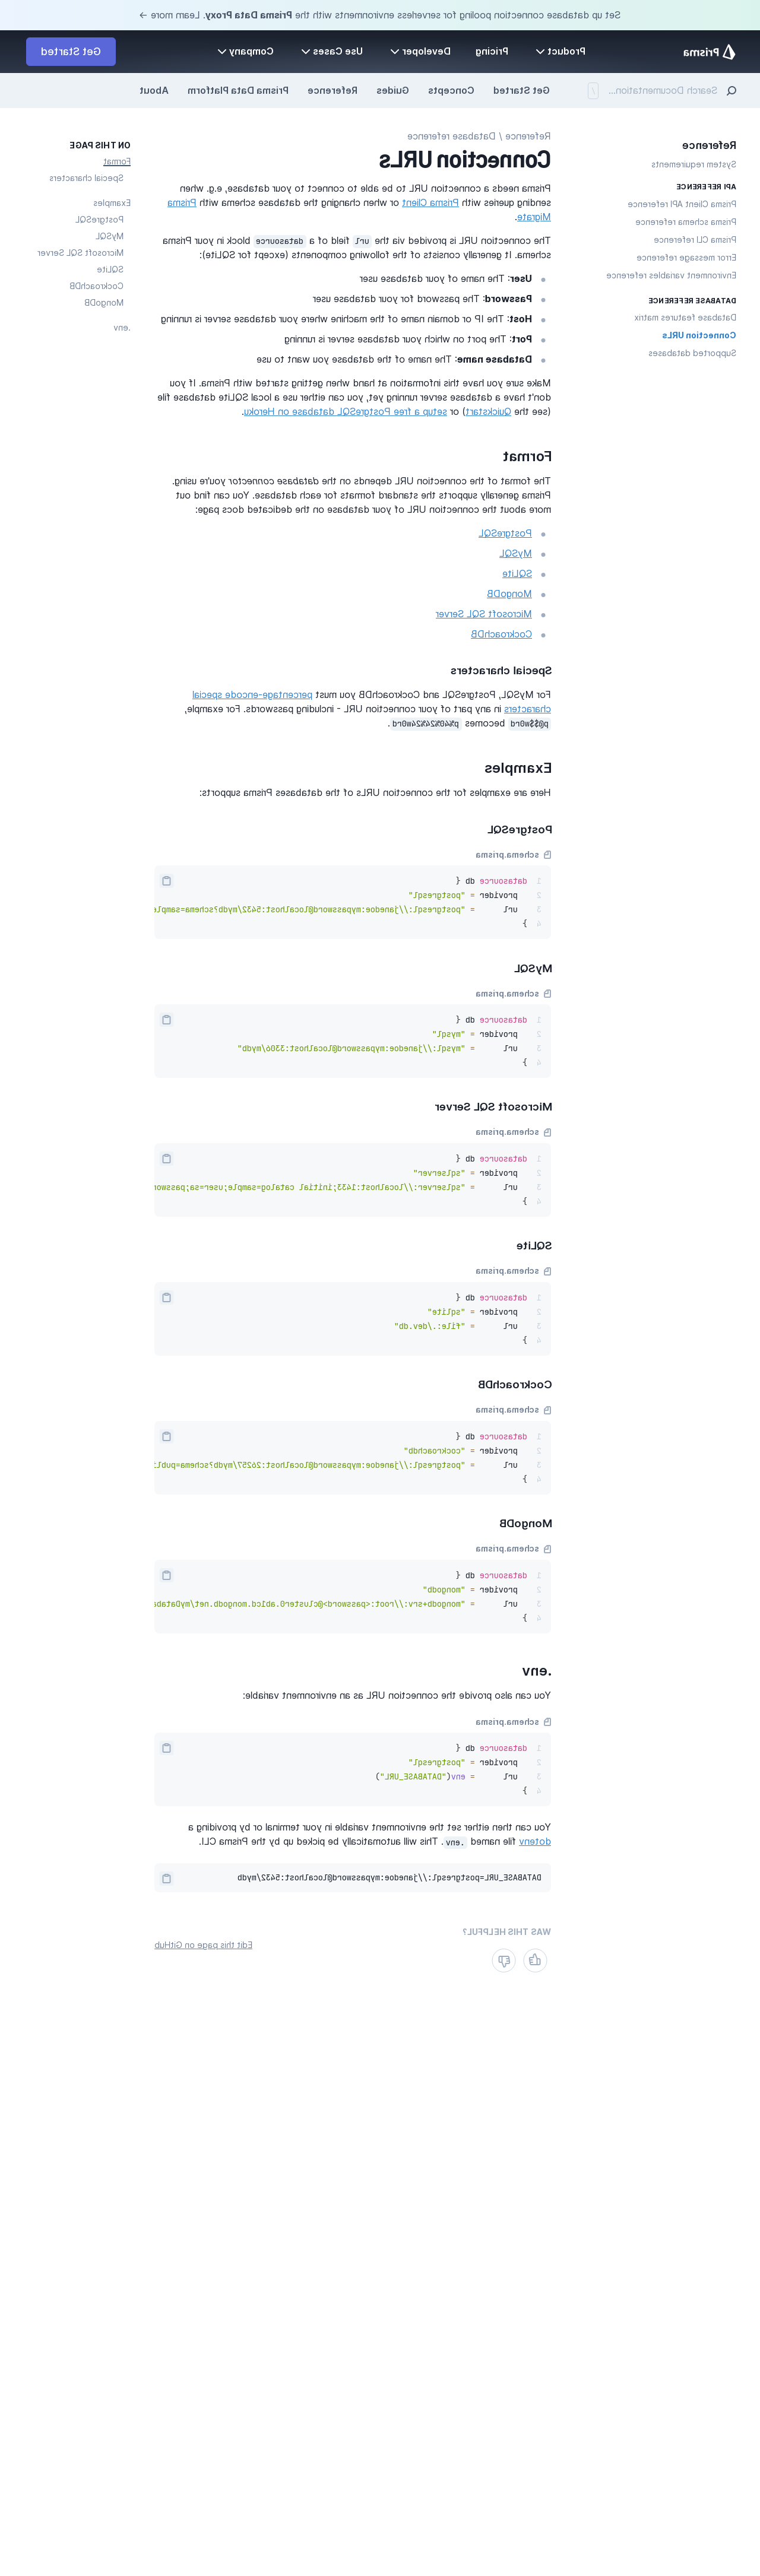 Set up database connection pooling for serverless environments with the Prisma Data Proxy. Learn more →
Prisma
Product
Pricing
Developer
Use Cases
Company
Get Started
Search Documentation...
/
Get Started
Concepts
Guides
Reference
Prisma Data Platform
About
Reference
System requirements
API REFERENCE
Prisma Client API reference
Prisma schema reference
Prisma CLI reference
Error message reference
Environment variables reference
DATABASE REFERENCE
Database features matrix
Connection URLs
Supported databases
Reference / Database reference
Connection URLs
Prisma needs a connection URL to be able to connect to your database, e.g. when
sending queries with Prisma Client or when changing the database schema with Prisma
Migrate.
The connection URL is provided via the url field of a datasource block in your Prisma
schema. It generally consists of the following components (except for SQLite):
User: The name of your database user
Password: The password for your database user
Host: The IP or domain name of the machine where your database server is running
Port: The port on which your database server is running
Database name: The name of the database you want to use
Make sure you have this information at hand when getting started with Prisma. If you
don't have a database server running yet, you can either use a local SQLite database file
(see the Quickstart) or setup a free PostgreSQL database on Heroku.
Format
The format of the connection URL depends on the database connector you're using.
Prisma generally supports the standard formats for each database. You can find out
more about the connection URL of your database on the dedicated docs page:
PostgreSQL
MySQL
SQLite
MongoDB
Microsoft SQL Server
CockroachDB
Special characters
For MySQL, PostgreSQL and CockroachDB you must percentage-encode special
characters in any part of your connection URL - including passwords. For example,
p@$$w0rd becomes p%40%24%24w0rd.
Examples
Here are examples for the connection URLs of the databases Prisma supports:
PostgreSQL
schema.prisma
1 datasource db {
2   provider = "postgresql"
3   url      = "postgresql://janedoe:mypassword@localhost:5432/mydb?schema=sample
4 }
MySQL
schema.prisma
1 datasource db {
2   provider = "mysql"
3   url      = "mysql://janedoe:mypassword@localhost:3306/mydb"
4 }
Microsoft SQL Server
schema.prisma
1 datasource db {
2   provider = "sqlserver"
3   url      = "sqlserver://localhost:1433;initial catalog=sample;user=sa;passwor
4 }
SQLite
schema.prisma
1 datasource db {
2   provider = "sqlite"
3   url      = "file:./dev.db"
4 }
CockroachDB
schema.prisma
1 datasource db {
2   provider = "cockroachdb"
3   url      = "postgresql://janedoe:mypassword@localhost:26257/mydb?schema=publi
4 }
MongoDB
schema.prisma
1 datasource db {
2   provider = "mongodb"
3   url      = "mongodb+srv://root:<password>@cluster0.ab1cd.mongodb.net/myDataba
4 }
.env
You can also provide the connection URL as an environment variable:
schema.prisma
1 datasource db {
2   provider = "postgresql"
3   url      = env("DATABASE_URL")
4 }
You can then either set the environment variable in your terminal or by providing a
dotenv file named .env. This will automatically be picked up by the Prisma CLI.
DATABASE_URL=postgresql://janedoe:mypassword@localhost:5432/mydb
WAS THIS HELPFUL?
Edit this page on GitHub
ON THIS PAGE
Format
Special characters
Examples
PostgreSQL
MySQL
Microsoft SQL Server
SQLite
CockroachDB
MongoDB
.env